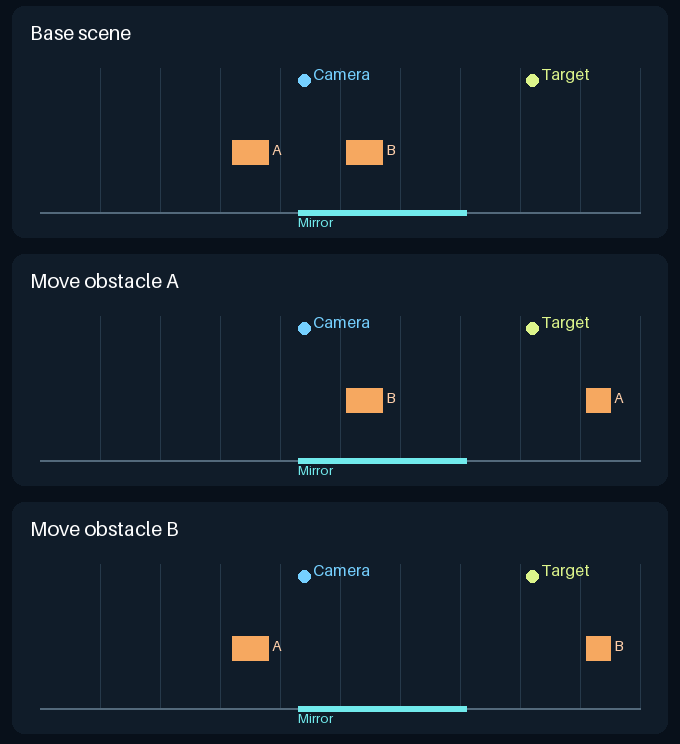 Base scene
Camera
Target
A
B
Mirror
Move obstacle A
Camera
Target
B
A
Mirror
Move obstacle B
Camera
Target
A
B
Mirror